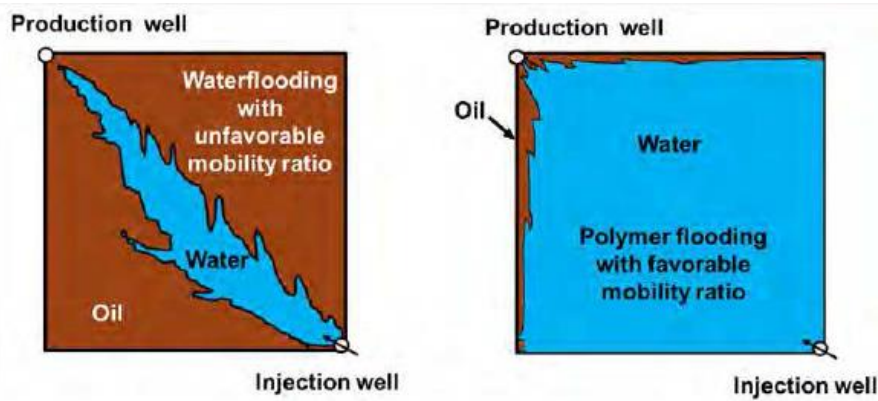 Production well
Waterflooding
with
unfavorable
mobility ratio
Water
Oil
Injection well
Production well
Oil
Water
Polymer flooding
with favorable
mobility ratio
Injection well